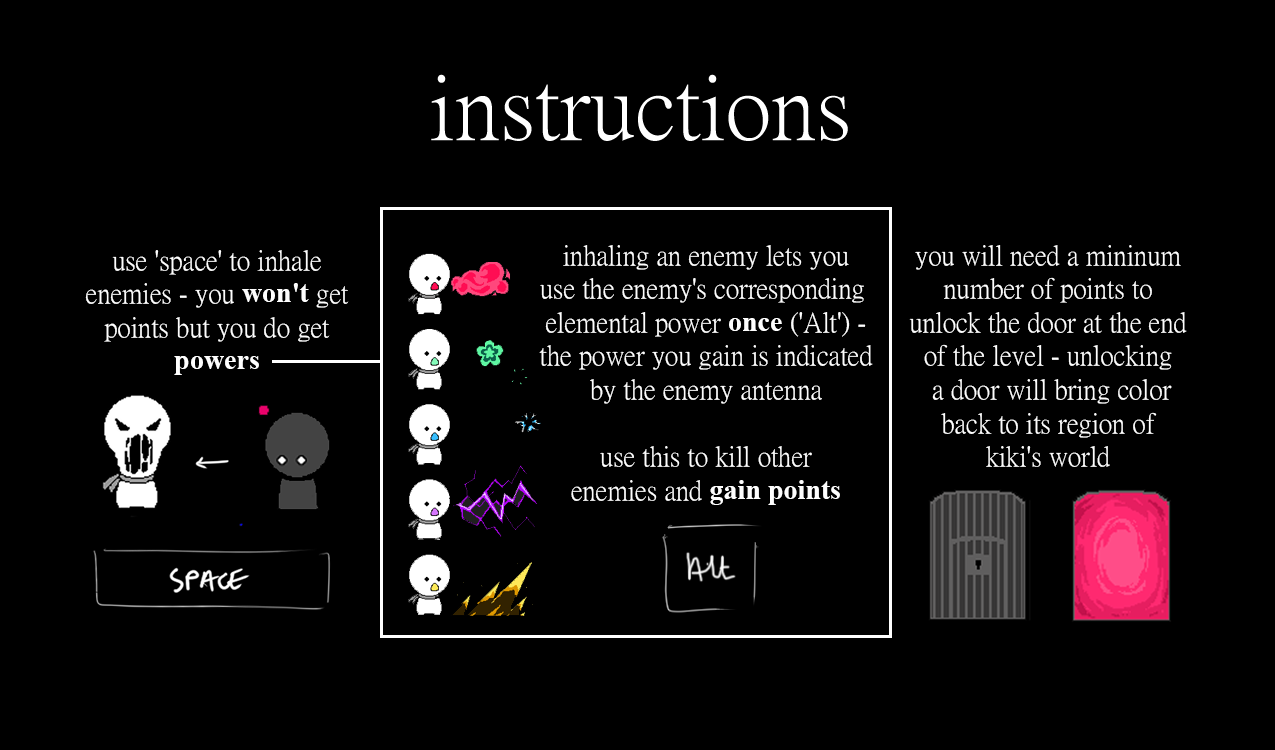 instructions
use 'space' to inhale
enemies - you won't get
points but you do get
powers
SPACE
inhaling an enemy lets you
use the enemy's corresponding
elemental power once ('Alt') -
the power you gain is indicated
by the enemy antenna
use this to kill other
enemies and gain points
Alt
you will need a mininum
number of points to
unlock the door at the end
of the level - unlocking
a door will bring color
back to its region of
kiki's world